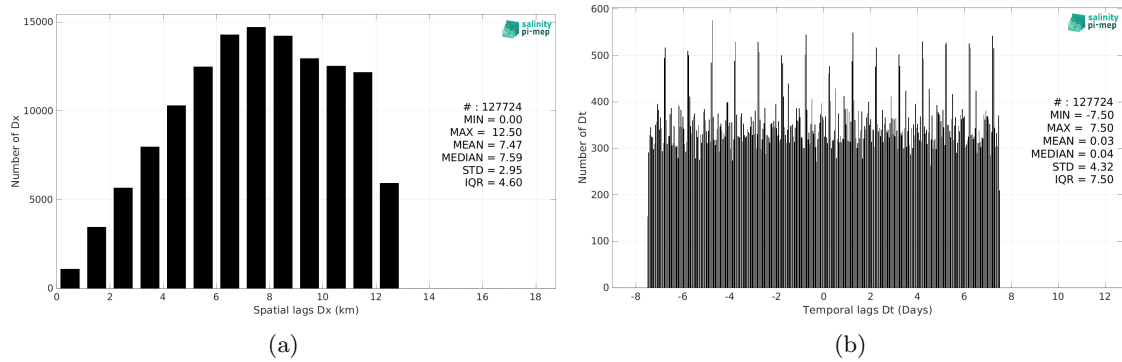 15000
10000
5000
0
Number of Dx
0 2 4 6 8 10 12 14 16 18
Spatial lags Dx (km)
salinity
pi-mep
# : 127724
MIN = 0.00
MAX = 12.50
MEAN = 7.47
MEDIAN = 7.59
STD = 2.95
IQR = 4.60
(a)
600
500
400
300
200
100
0
Number of Dt
-8 -6 -4 -2 0 2 4 6 8 10 12
Temporal lags Dt (Days)
salinity
pi-mep
# : 127724
MIN = -7.50
MAX = 7.50
MEAN = 0.03
MEDIAN = 0.04
STD = 4.32
IQR = 7.50
(b)